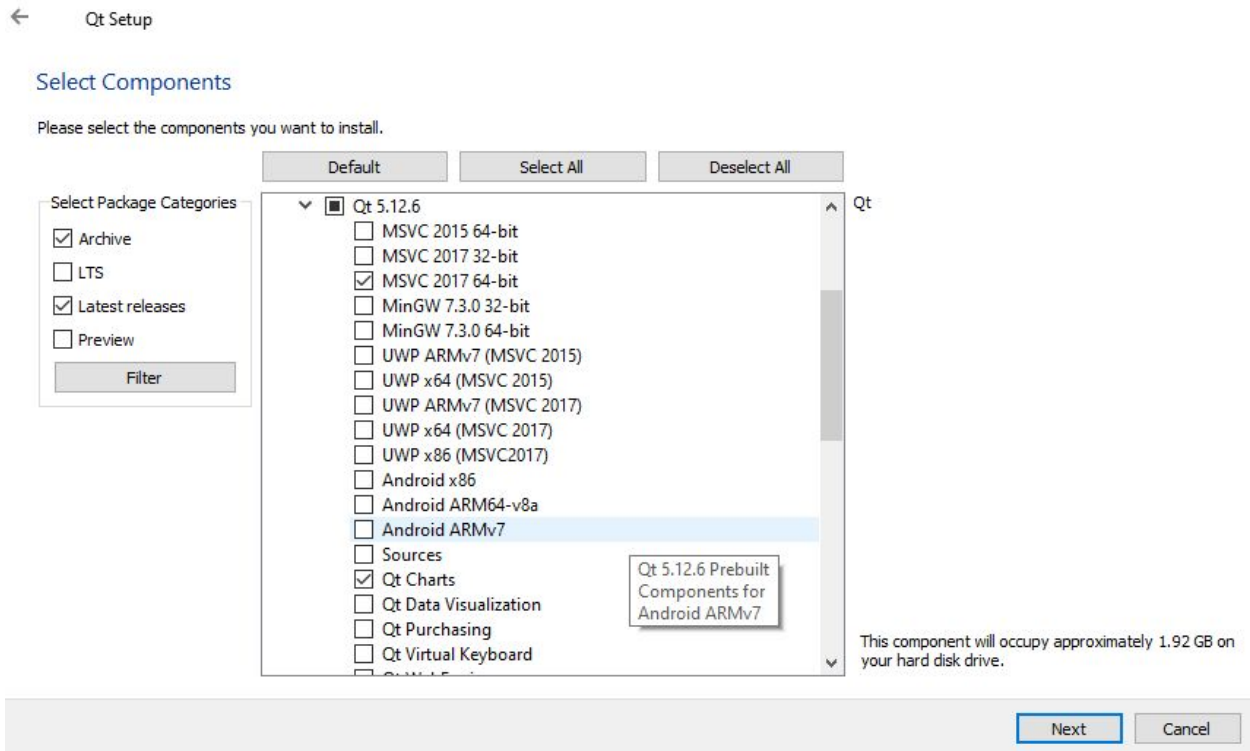 Qt Setup
Select Components
Please select the components you want to install.
Default
Select All
Deselect All
Select Package Categories
Archive
LTS
Latest releases
Preview
Filter
Qt 5.12.6
MSVC 2015 64-bit
MSVC 2017 32-bit
MSVC 2017 64-bit
MinGW 7.3.0 32-bit
MinGW 7.3.0 64-bit
UWP ARMv7 (MSVC 2015)
UWP x64 (MSVC 2015)
UWP ARMv7 (MSVC 2017)
UWP x64 (MSVC 2017)
UWP x86 (MSVC2017)
Android x86
Android ARM64-v8a
Android ARMv7
Sources
Qt Charts
Qt Data Visualization
Qt Purchasing
Qt Virtual Keyboard
Qt 5.12.6 Prebuilt
Components for
Android ARMv7
Qt
This component will occupy approximately 1.92 GB on
your hard disk drive.
Next
Cancel